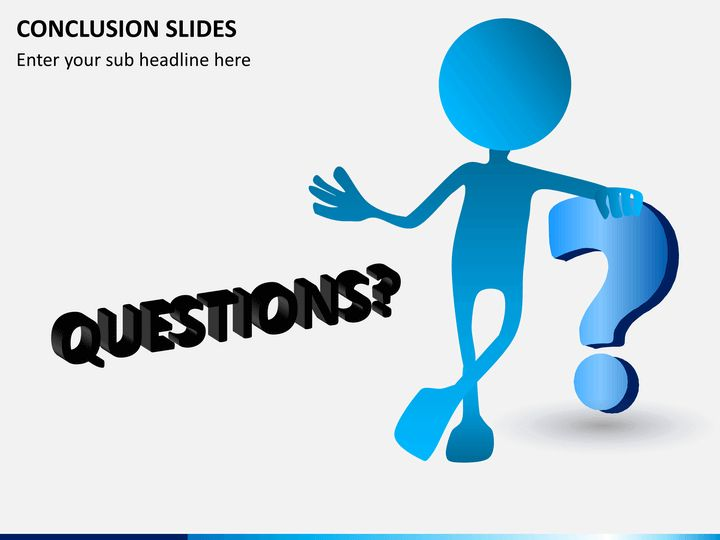 CONCLUSION SLIDES
Enter your sub headline here
QUESTIONS?
?